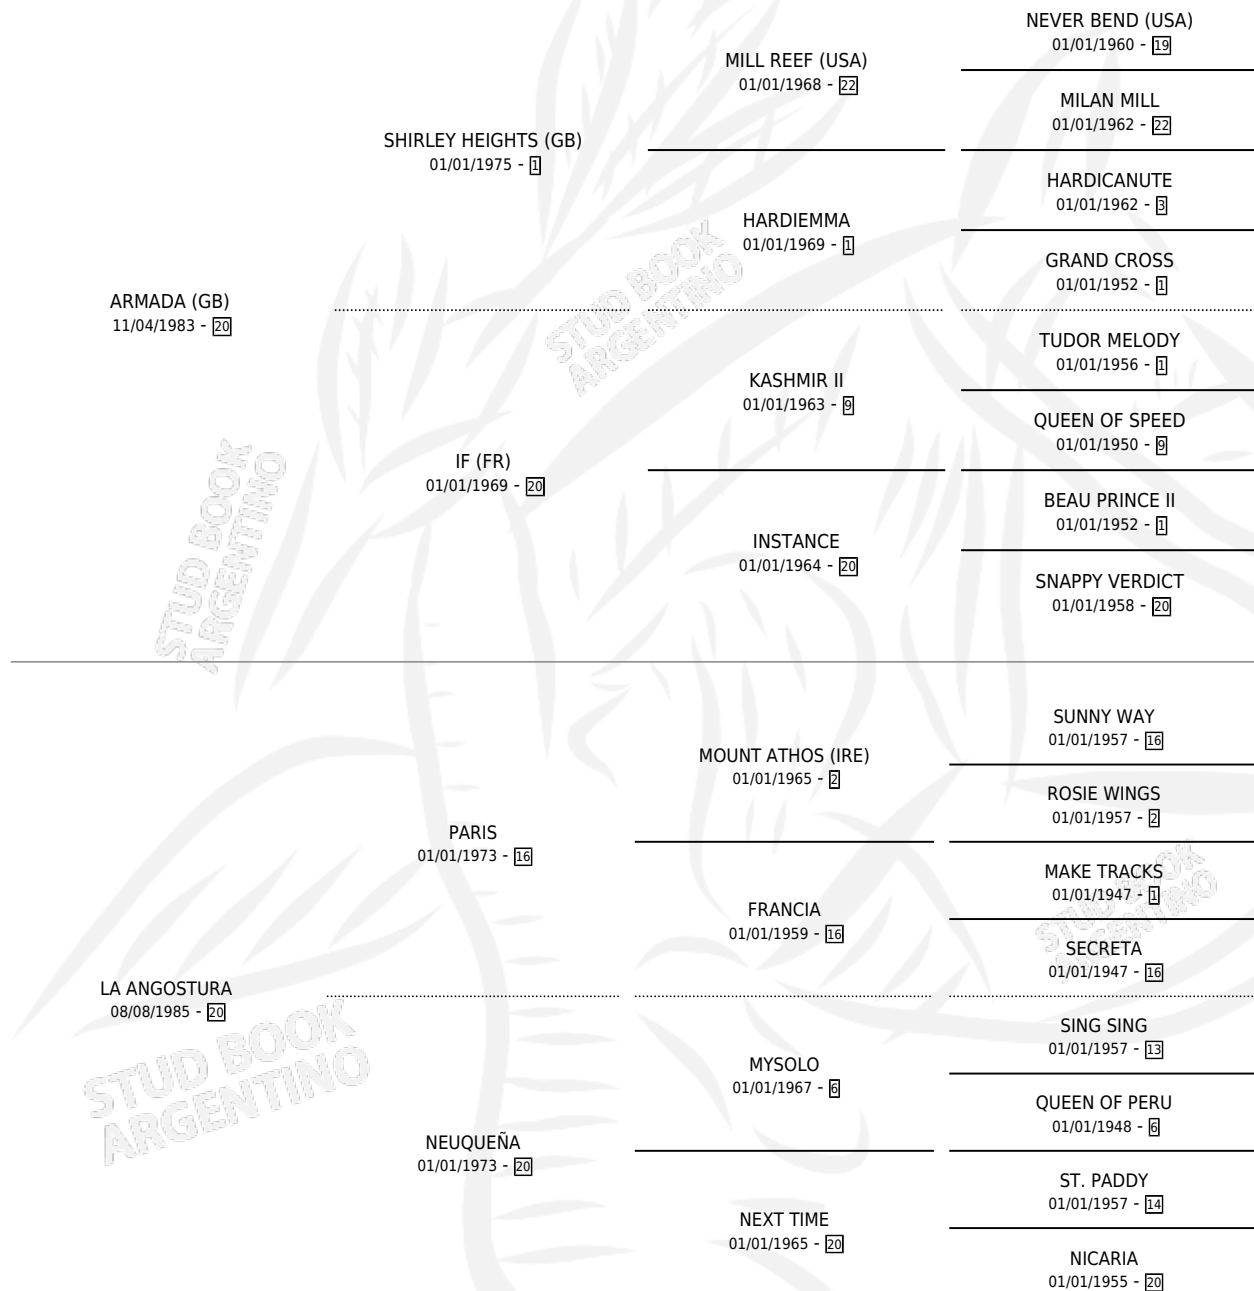 NEVER BEND (USA)
01/01/1960 - 19
MILL REEF (USA)
01/01/1968 - 22
MILAN MILL
01/01/1962 - 22
SHIRLEY HEIGHTS (GB)
01/01/1975 - 1
HARDICANUTE
01/01/1962 - 3
HARDIEMMA
01/01/1969 - 1
GRAND CROSS
01/01/1952 - 1
ARMADA (GB)
11/04/1983 - 20
STUD BOOK
ARGENTINO
TUDOR MELODY
01/01/1956 - 1
KASHMIR II
01/01/1963 - 9
QUEEN OF SPEED
01/01/1950 - 9
IF (FR)
01/01/1969 - 20
BEAU PRINCE II
01/01/1952 - 1
INSTANCE
01/01/1964 - 20
SNAPPY VERDICT
01/01/1958 - 20
STUD BOOK
ARGENTINO
SUNNY WAY
01/01/1957 - 16
MOUNT ATHOS (IRE)
01/01/1965 - 2
ROSIE WINGS
01/01/1957 - 2
PARIS
01/01/1973 - 16
MAKE TRACKS
01/01/1947 - 1
FRANCIA
01/01/1959 - 16
STUD BOOK
ARGENTINO
SECRETA
01/01/1947 - 16
LA ANGOSTURA
08/08/1985 - 20
SING SING
01/01/1957 - 13
MYSOLO
01/01/1967 - 6
QUEEN OF PERU
01/01/1948 - 6
STUD BOOK
ARGENTINO
NEUQUEÑA
01/01/1973 - 20
ST. PADDY
01/01/1957 - 14
NEXT TIME
01/01/1965 - 20
NICARIA
01/01/1955 - 20